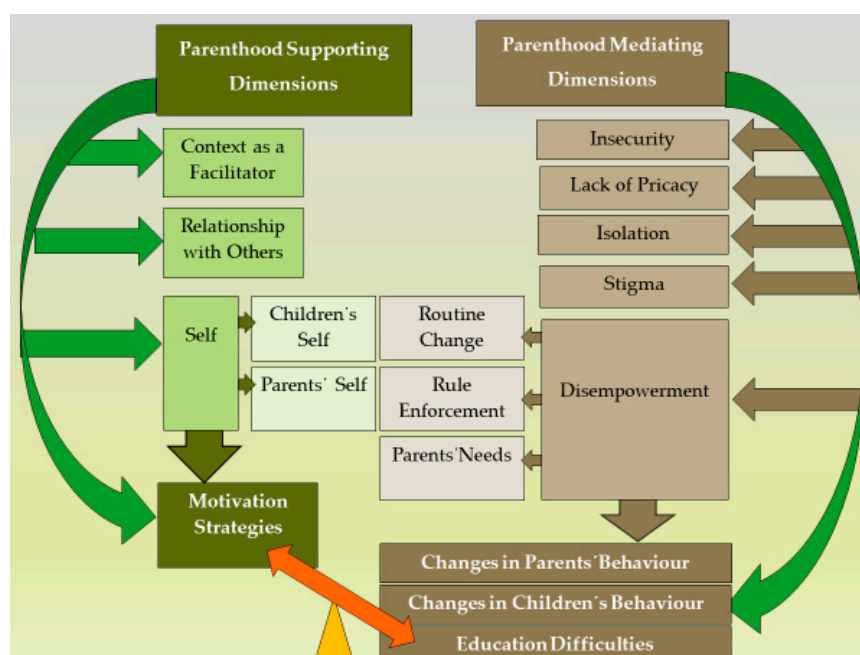 Parenthood Supporting
Dimensions
Parenthood Mediating
Dimensions
Context as a
Facilitator
Relationship
with Others
Self
Children´s
Self
Parents´ Self
Motivation
Strategies
Insecurity
Lack of Pricacy
Isolation
Stigma
Disempowerment
Routine
Change
Rule
Enforcement
Parents´Needs
Changes in Parents´Behaviour
Changes in Children´s Behaviour
Education Difficulties